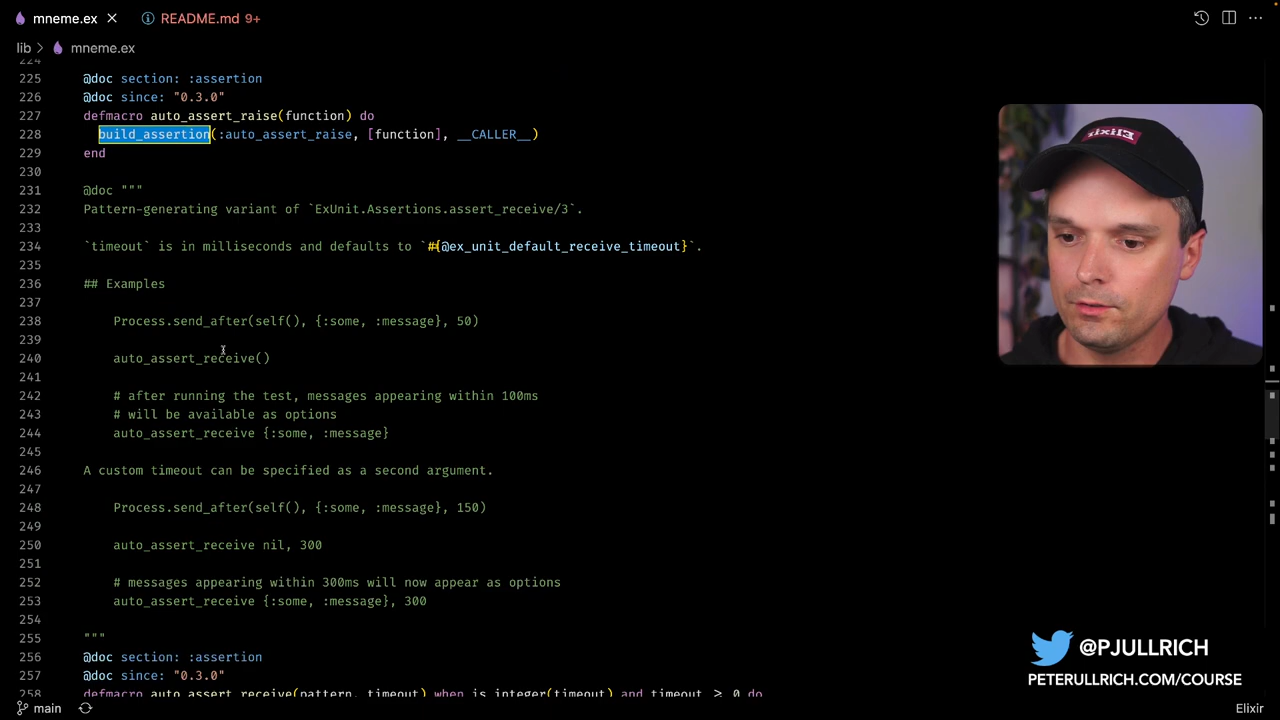 mneme.ex
README.md 9+
lib > mneme.ex
224
225 @doc section: :assertion
226 @doc since: "0.3.0"
227 defmacro auto_assert_raise(function) do
228 build_assertion(:auto_assert_raise, [function], __CALLER__)
229 end
230
231 @doc """
232 Pattern-generating variant of `ExUnit.Assertions.assert_receive/3`.
233
234 `timeout` is in milliseconds and defaults to `#{@ex_unit_default_receive_timeout}`.
235
236 ## Examples
237
238 Process.send_after(self(), {:some, :message}, 50)
239
240 auto_assert_receive()
241
242 # after running the test, messages appearing within 100ms
243 # will be available as options
244 auto_assert_receive {:some, :message}
245
246 A custom timeout can be specified as a second argument.
247
248 Process.send_after(self(), {:some, :message}, 150)
249
250 auto_assert_receive nil, 300
251
252 # messages appearing within 300ms will now appear as options
253 auto_assert_receive {:some, :message}, 300
254
255 """
256 @doc section: :assertion
257 @doc since: "0.3.0"
258 defmacro auto_assert_receive(pattern, timeout) when is_integer(timeout) and timeout ≥ 0 do
elixir
@PJULLRICH
PETERULLRICH.COM/COURSE
main
Elixir